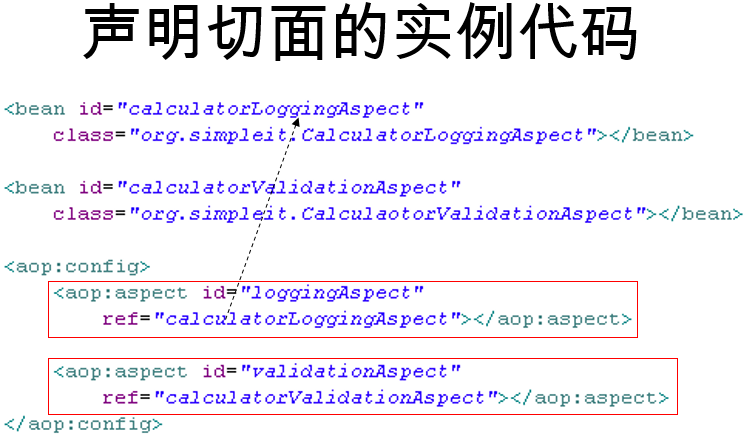 声明切面的实例代码
<bean id="calculatorLoggingAspect"
class="org.simpleit.CalculatorLoggingAspect"></bean>
<bean id="calculatorValidationAspect"
class="org.simpleit.CalculaotorValidationAspect"></bean>
<aop:config>
<aop:aspect id="loggingAspect"
ref="calculatorLoggingAspect"></aop:aspect>
<aop:aspect id="validationAspect"
ref="calculatorValidationAspect"></aop:aspect>
</aop:config>